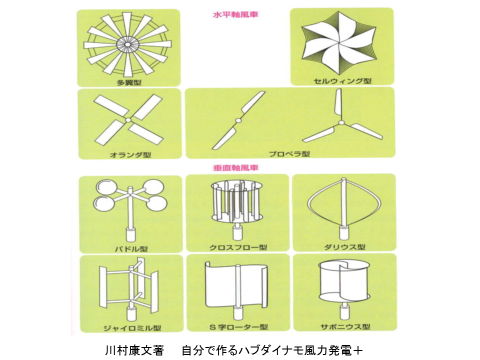 水平軸風車
多翼型
セルウィング型
オランダ型
プロペラ型
垂直軸風車
パドル型
クロスフロー型
ダリウス型
ジャイロミル型
S字ローター型
サボニウス型
川村康文著　自分で作るハブダイナモ風力発電＋